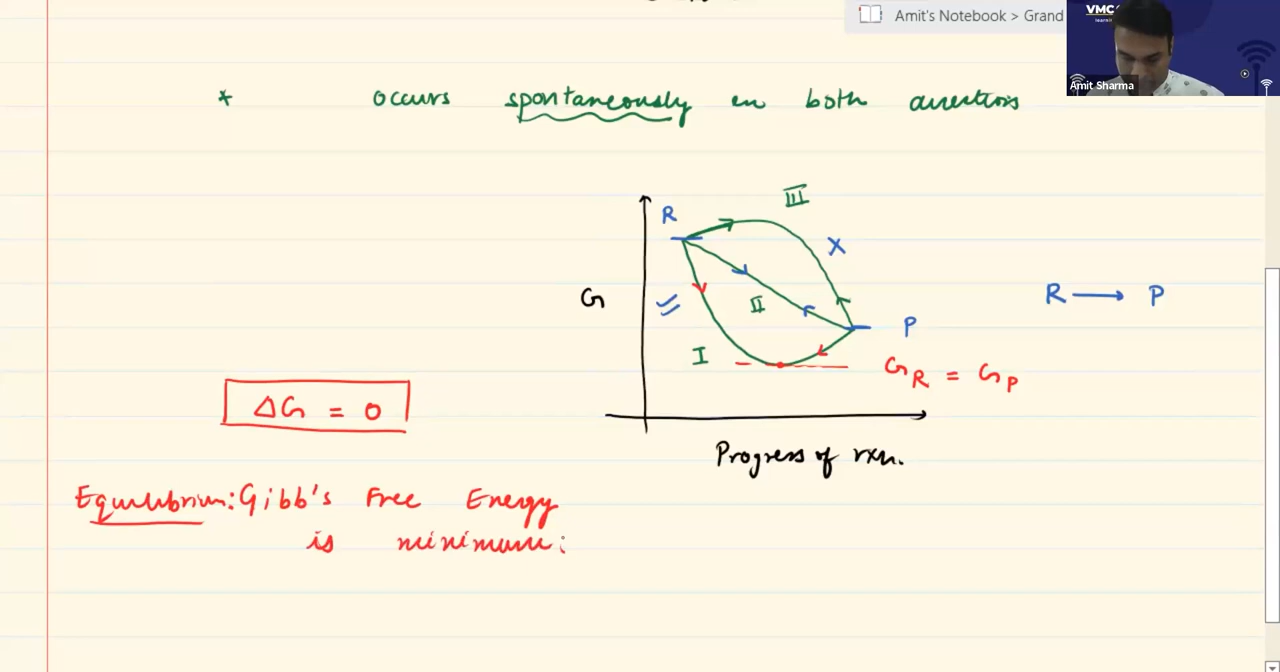 Amit's Notebook > Grand
VMC
Amit Sharma
* occurs spontaneously in both directions
III
R
X
G
II
R → P
P
I
G_R = G_P
ΔG = 0
Progress of rxn.
Equilibrium: Gibb's Free Energy
is minimum.